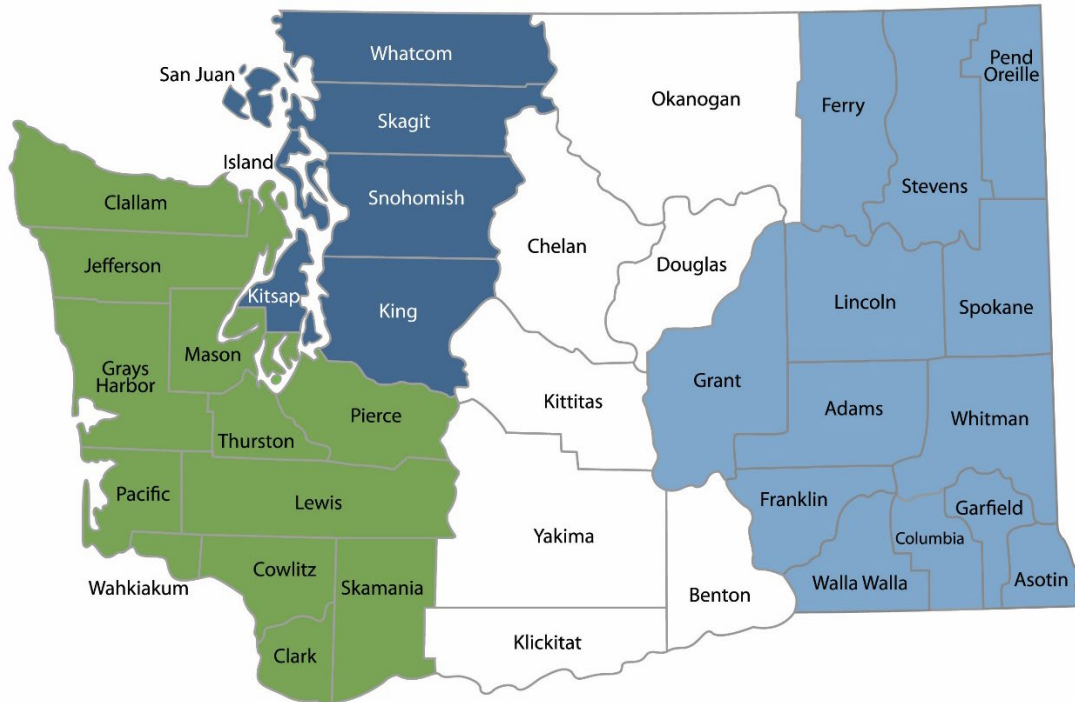 Whatcom
San Juan
Pend
Oreille
Okanogan
Ferry
Skagit
Island
Stevens
Snohomish
Clallam
Chelan
Jefferson
Douglas
Kitsap
Lincoln
Spokane
King
Mason
Grays
Harbor
Grant
Kittitas
Adams
Pierce
Whitman
Thurston
Pacific
Lewis
Franklin
Garfield
Yakima
Columbia
Cowlitz
Wahkiakum
Skamania
Walla Walla
Asotin
Benton
Klickitat
Clark